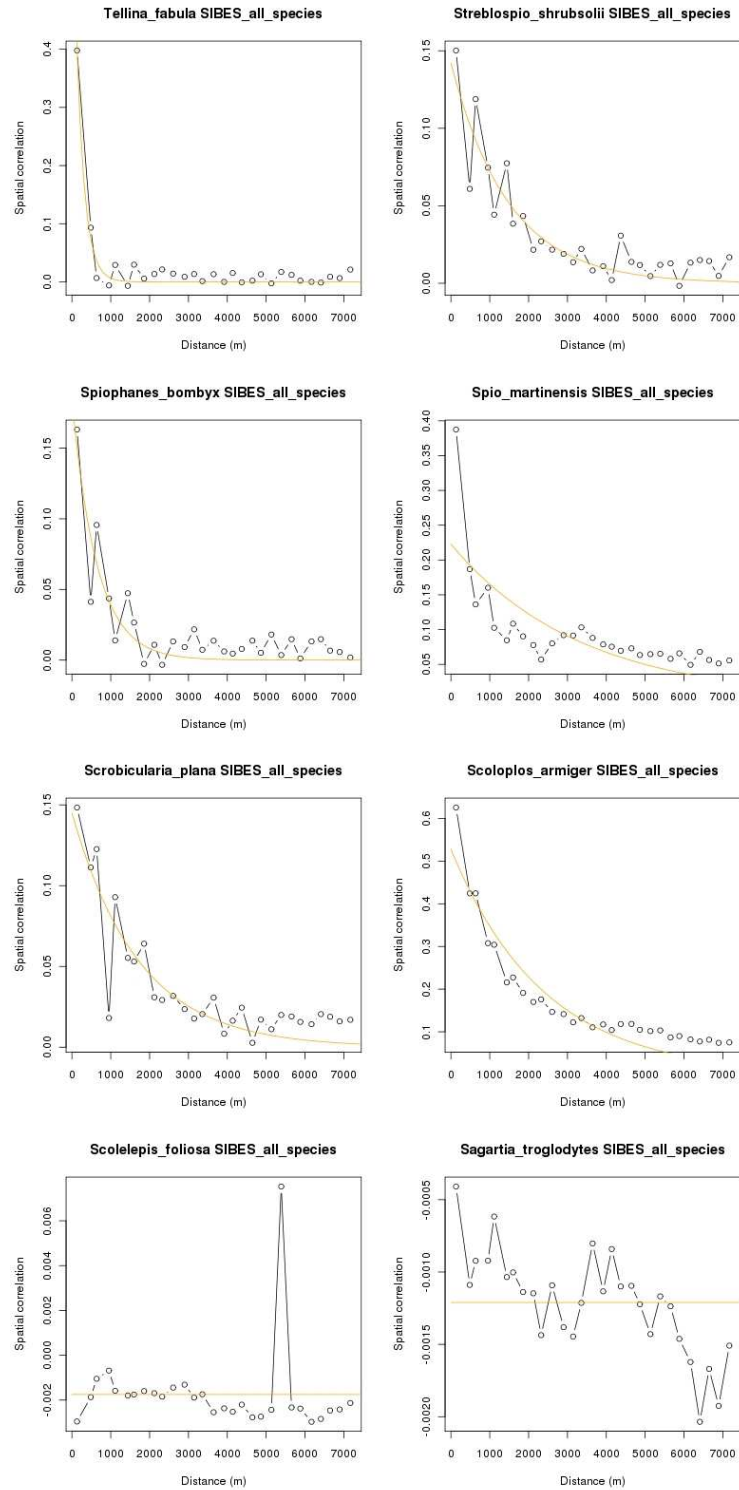 Tellina_fabula SIBES_all_species
Spatial correlation
0.4
0.3
0.2
0.1
0.0
0 1000 2000 3000 4000 5000 6000 7000
Distance (m)
Streblospio_shrubsolii SIBES_all_species
Spatial correlation
0.15
0.10
0.05
0.00
0 1000 2000 3000 4000 5000 6000 7000
Distance (m)
Spiophanes_bombyx SIBES_all_species
Spatial correlation
0.15
0.10
0.05
0.00
0 1000 2000 3000 4000 5000 6000 7000
Distance (m)
Spio_martinensis SIBES_all_species
Spatial correlation
0.40
0.35
0.30
0.25
0.20
0.15
0.10
0.05
0 1000 2000 3000 4000 5000 6000 7000
Distance (m)
Scrobicularia_plana SIBES_all_species
Spatial correlation
0.15
0.10
0.05
0.00
0 1000 2000 3000 4000 5000 6000 7000
Distance (m)
Scoloplos_armiger SIBES_all_species
Spatial correlation
0.6
0.5
0.4
0.3
0.2
0.1
0 1000 2000 3000 4000 5000 6000 7000
Distance (m)
Scolelepis_foliosa SIBES_all_species
Spatial correlation
0.006
0.004
0.002
0.000
-0.002
0 1000 2000 3000 4000 5000 6000 7000
Distance (m)
Sagartia_troglodytes SIBES_all_species
Spatial correlation
-0.0005
-0.0010
-0.0015
-0.0020
0 1000 2000 3000 4000 5000 6000 7000
Distance (m)